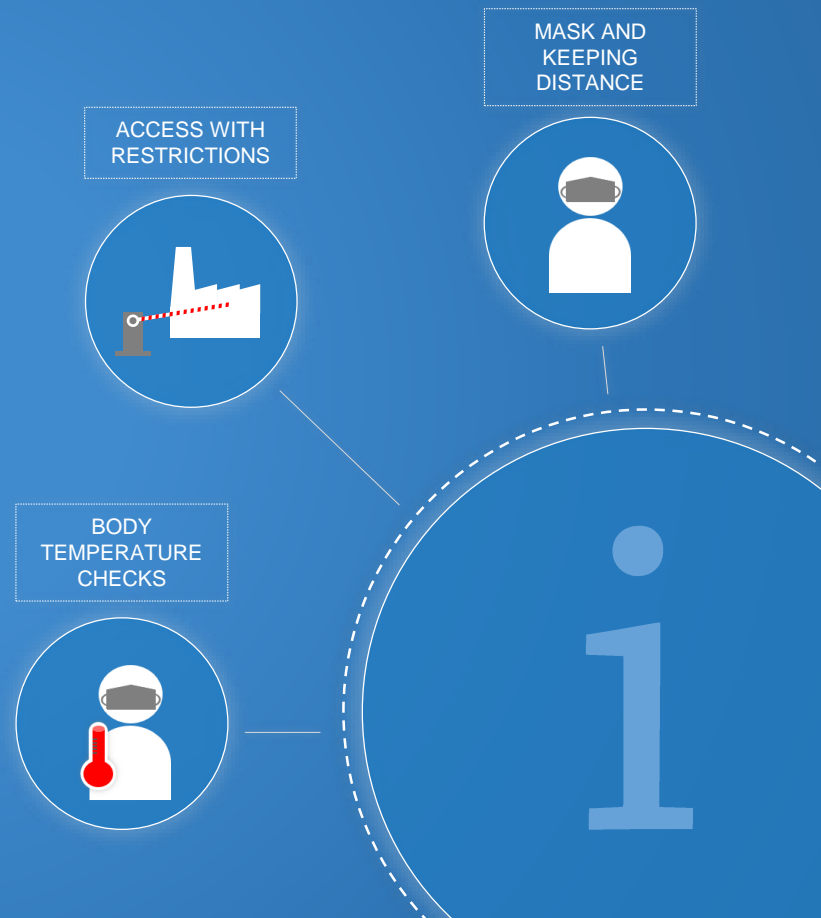 MASK AND
KEEPING
DISTANCE
ACCESS WITH
RESTRICTIONS
BODY
TEMPERATURE
CHECKS
i